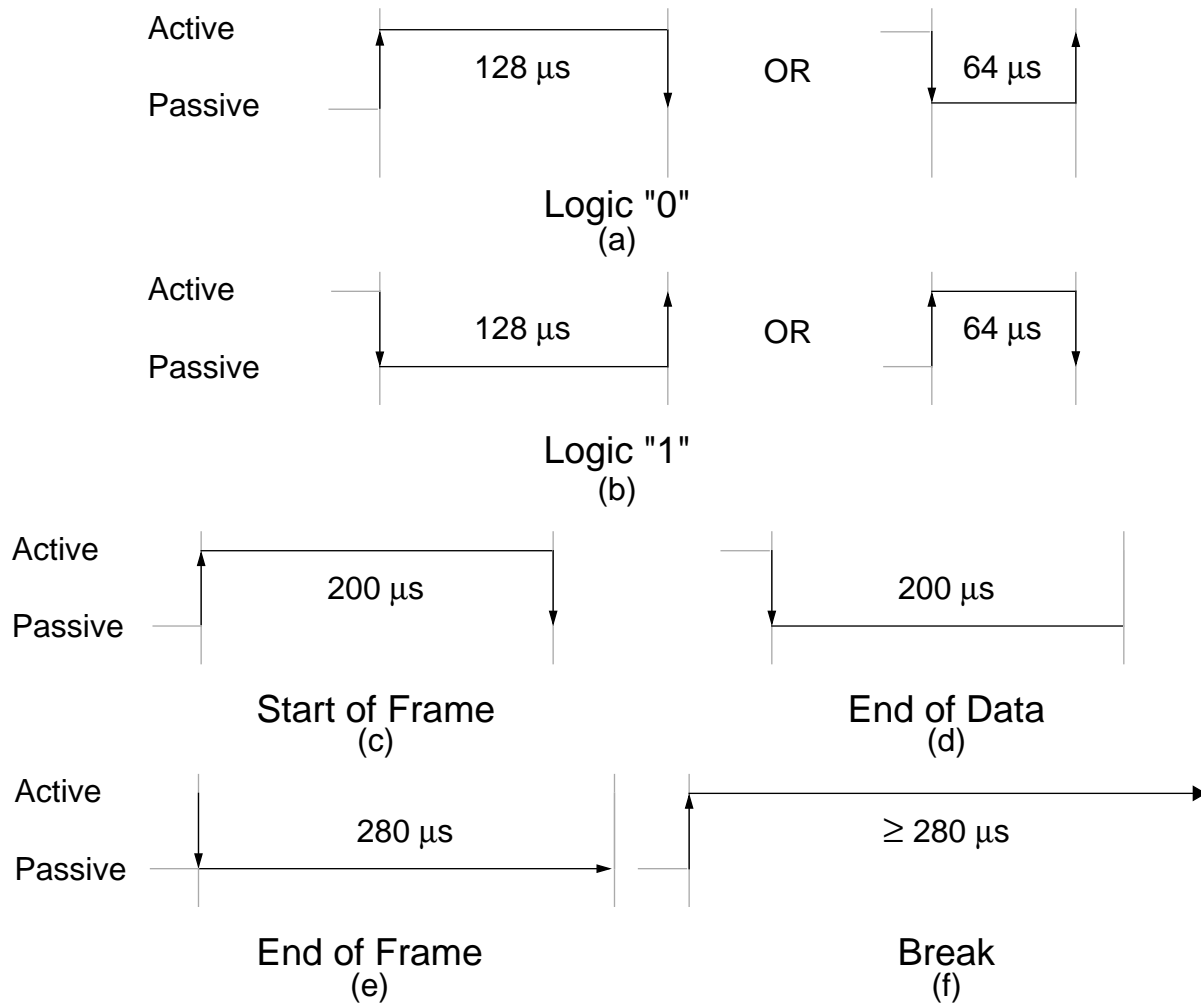 Active
128 μs
OR
64 μs
Passive
Logic "0"
(a)
Active
128 μs
OR
64 μs
Passive
Logic "1"
(b)
Active
200 μs
200 μs
Passive
Start of Frame
(c)
End of Data
(d)
Active
280 μs
≥ 280 μs
Passive
End of Frame
(e)
Break
(f)